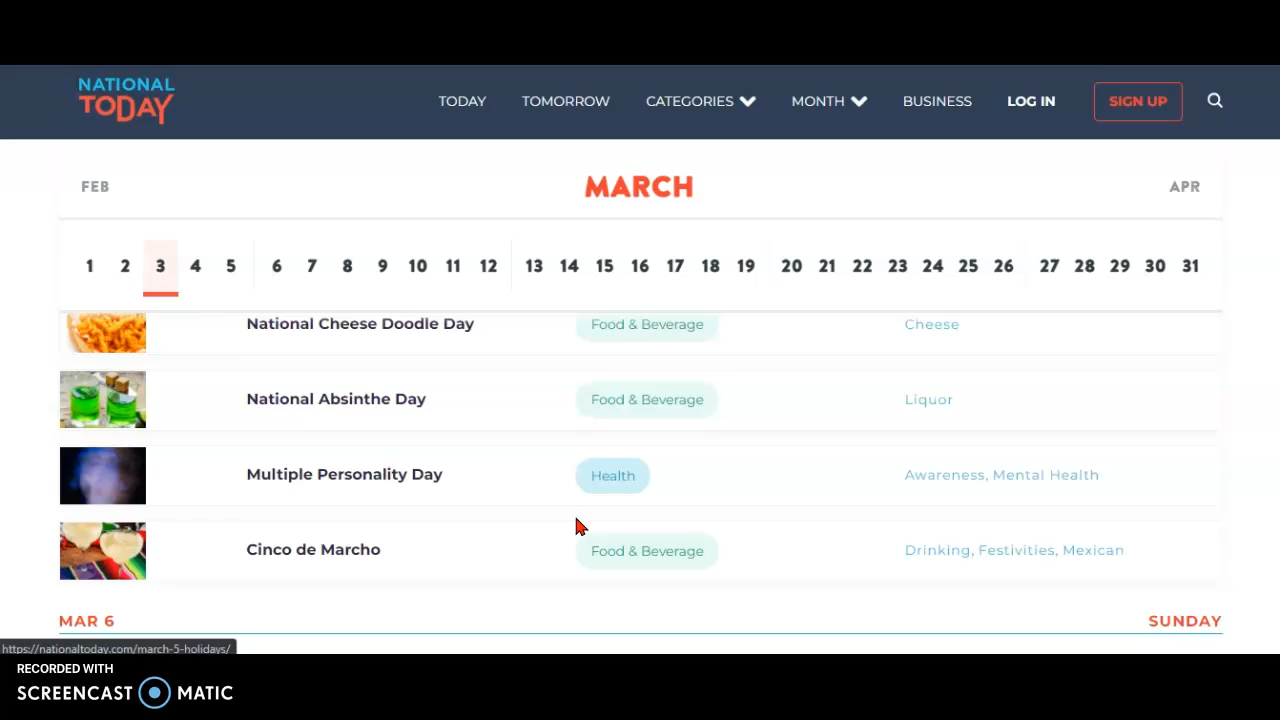 NATIONAL
TODAY
TODAY TOMORROW CATEGORIES MONTH BUSINESS LOG IN SIGN UP
FEB MARCH APR
1 2 3 4 5 6 7 8 9 10 11 12 13 14 15 16 17 18 19 20 21 22 23 24 25 26 27 28 29 30 31
National Cheese Doodle Day Food & Beverage Cheese
National Absinthe Day Food & Beverage Liquor
Multiple Personality Day Health Awareness, Mental Health
Cinco de Marcho Food & Beverage Drinking, Festivities, Mexican
MAR 6 SUNDAY
https://nationaltoday.com/march-5-holidays/
RECORDED WITH
SCREENCAST MATIC